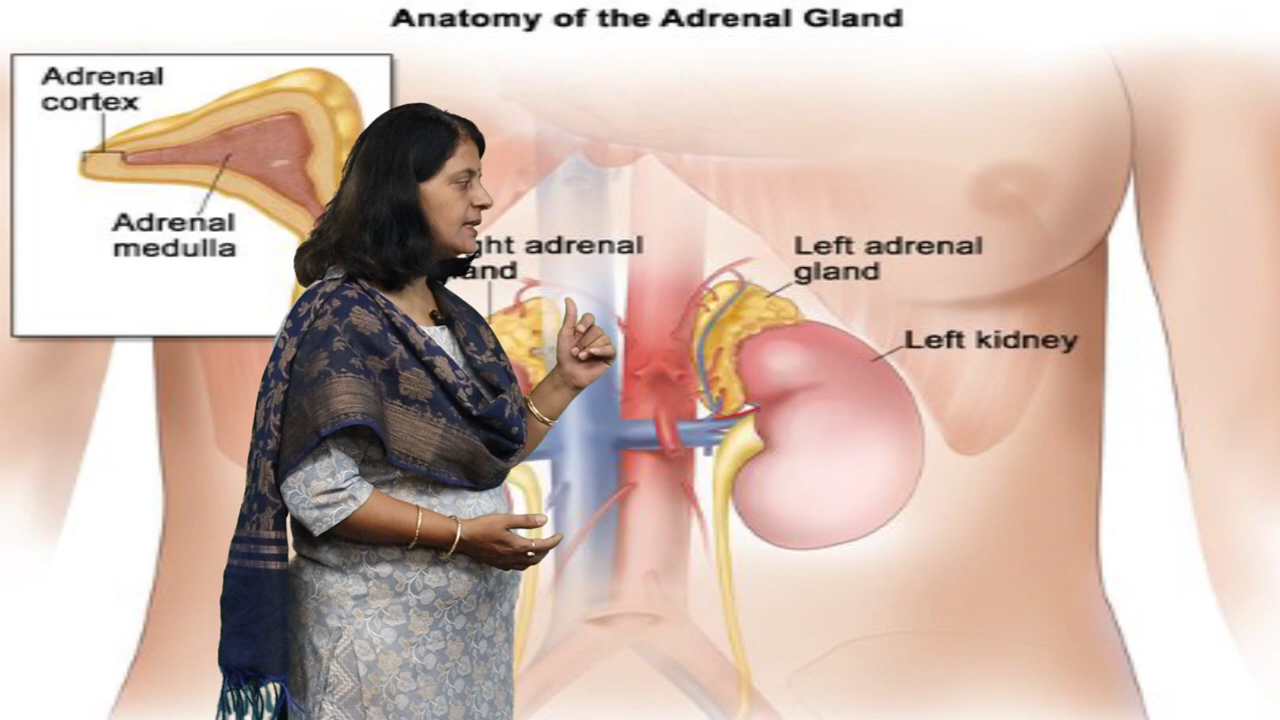 Anatomy of the Adrenal Gland
Adrenal
cortex
Adrenal
medulla
adrenal
Left adrenal
gland
Left kidney